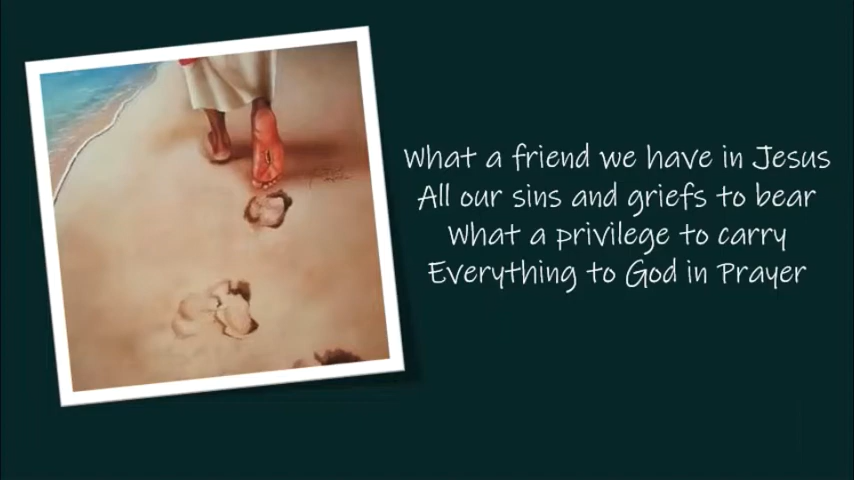 What a friend we have in Jesus
All our sins and griefs to bear
What a privilege to carry
Everything to God in Prayer